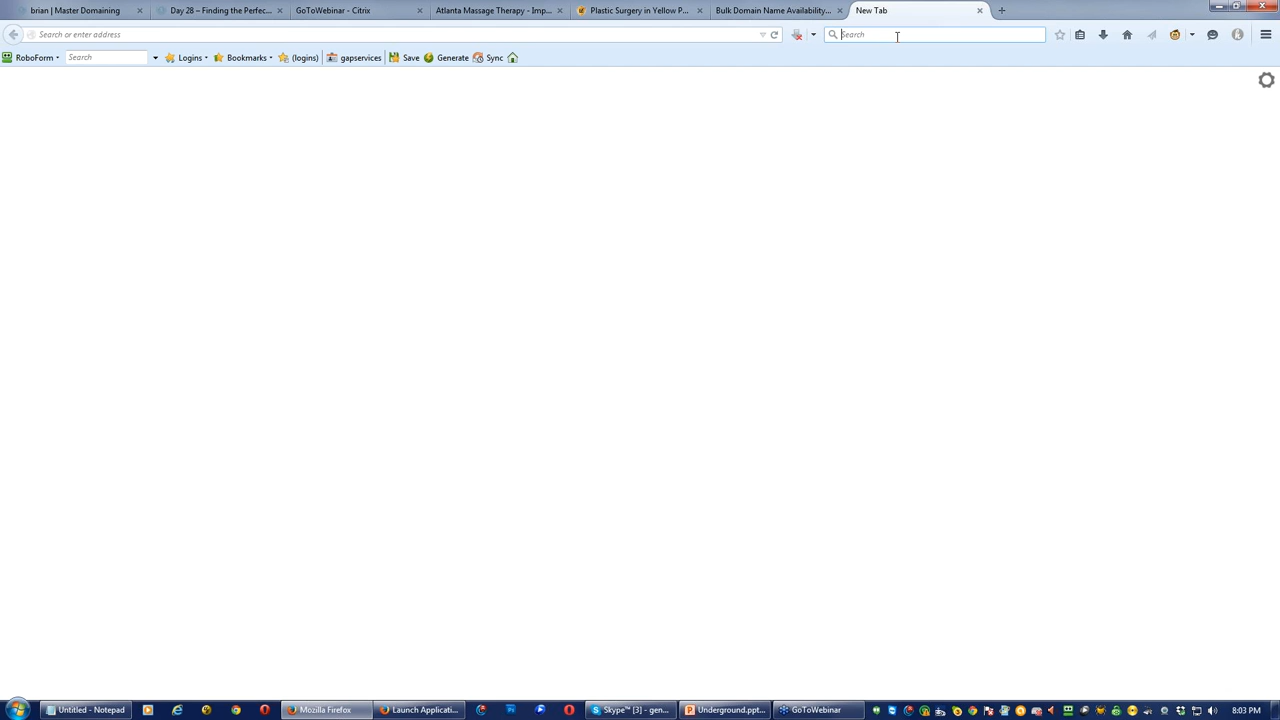 brian | Master Domaining
Day 28 – Finding the Perfec...
GoToWebinar - Citrix
Atlanta Massage Therapy - Imp...
Plastic Surgery in Yellow P...
Bulk Domain Name Availability...
New Tab
Search or enter address
Search
RoboForm
Search
Logins
Bookmarks
(logins)
gapservices
Save
Generate
Sync
Untitled - Notepad
Mozilla Firefox
Launch Applicati...
Skype™ [3] - gen...
Underground.ppt...
GoToWebinar
8:03 PM